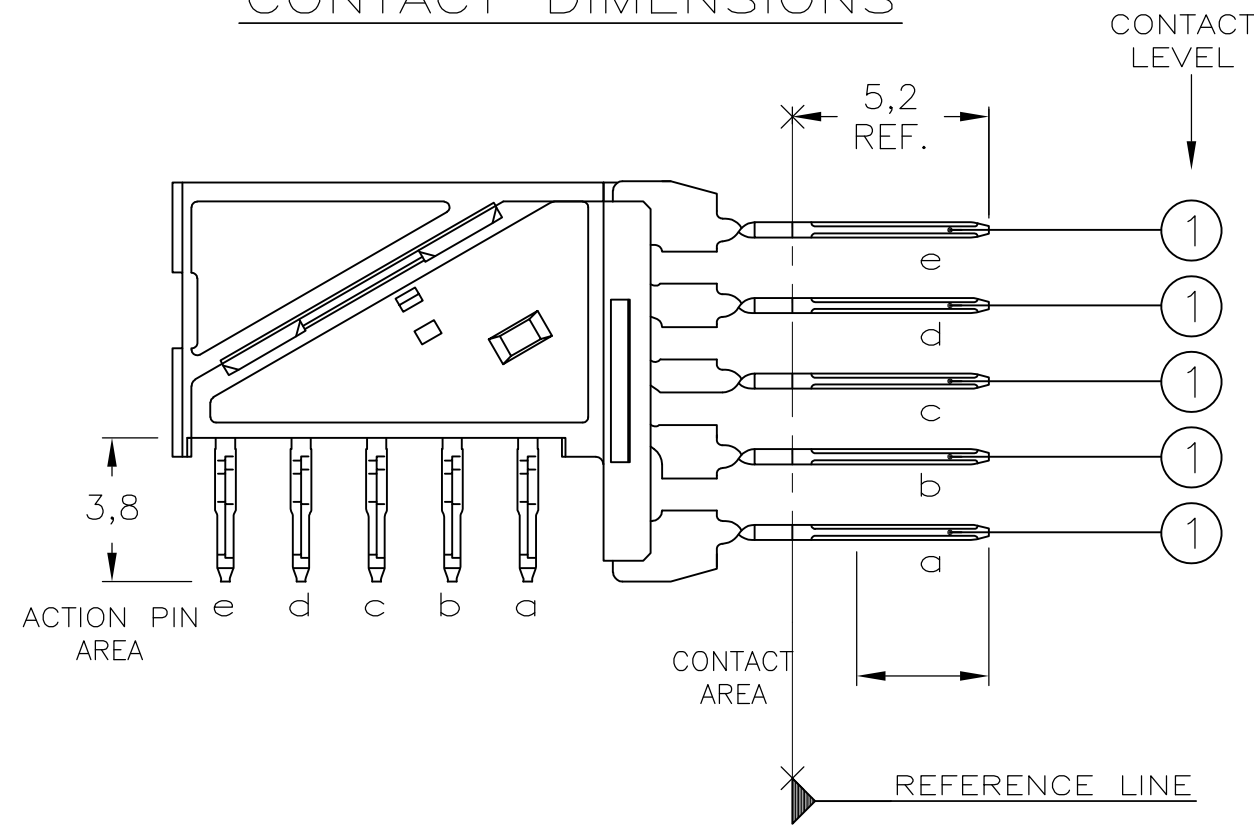 CONTACT DIMENSIONS
CONTACT
LEVEL
5,2
REF.
1
e
1
d
1
c
1
b
1
a
3,8
ACTION PIN
AREA
e d c b a
CONTACT
AREA
REFERENCE LINE